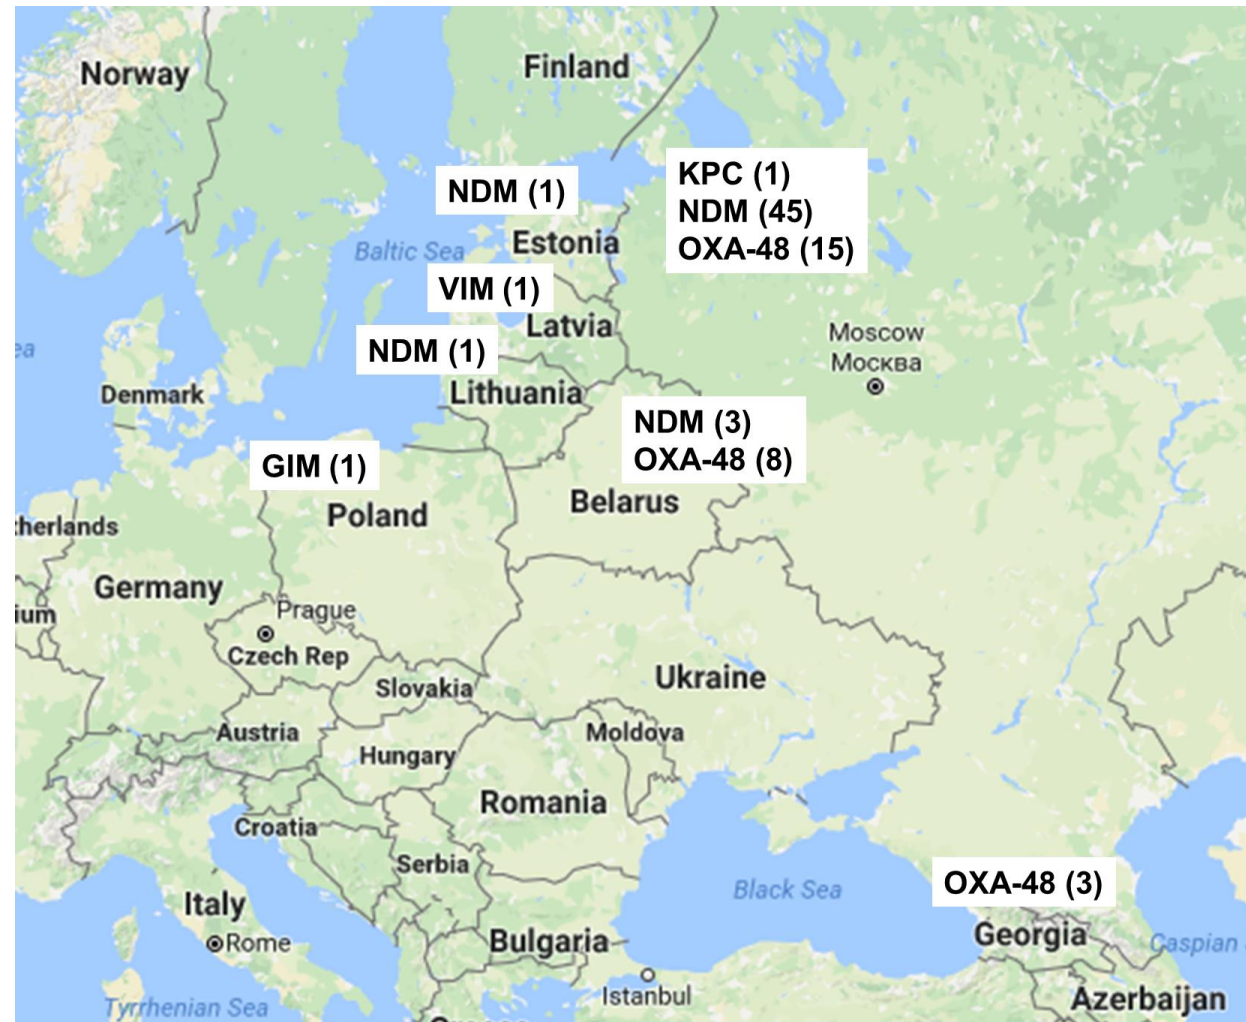 Norway
Finland
KPC (1)
NDM (45)
OXA-48 (15)
NDM (1)
Estonia
Baltic Sea
VIM (1)
Latvia
Moscow
Москва
NDM (1)
ea
Denmark
Lithuania
NDM (3)
OXA-48 (8)
GIM (1)
Belarus
Poland
therlands
Germany
ium
Prague
Czech Rep
Slovakia
Ukraine
Austria
Moldova
Hungary
Romania
Croatia
Serbia
OXA-48 (3)
Black Sea
Italy
Rome
Bulgaria
Georgia
Caspian
Istanbul
Azerbaijan
Tyrrhenian Sea